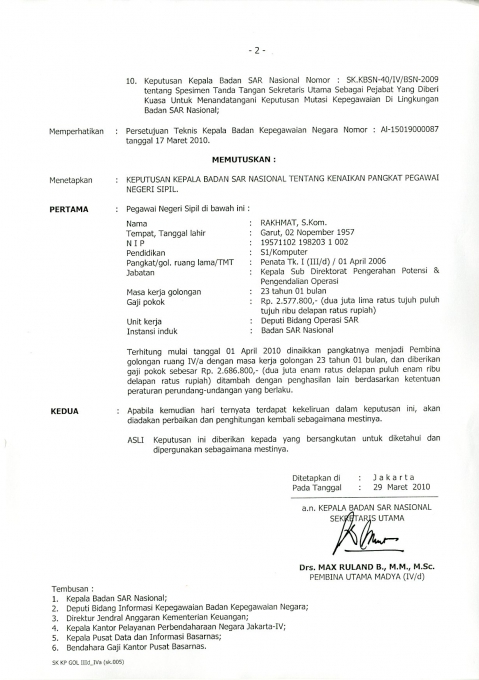 - 2 -
10. Keputusan Kepala Badan SAR Nasional Nomor : SK.KBSN-40/IV/BSN-2009
tentang Spesimen Tanda Tangan Sekretaris Utama Sebagai Pejabat Yang Diberi
Kuasa Untuk Menandatangani Keputusan Mutasi Kepegawaian Di Lingkungan
Badan SAR Nasional;
Memperhatikan : Persetujuan Teknis Kepala Badan Kepegawaian Negara Nomor : AI-15019000087
tanggal 17 Maret 2010.
MEMUTUSKAN :
Menetapkan : KEPUTUSAN KEPALA BADAN SAR NASIONAL TENTANG KENAIKAN PANGKAT PEGAWAI
NEGERI SIPIL.
PERTAMA : Pegawai Negeri Sipil di bawah ini :
Nama : RAKHMAT, S.Kom.
Tempat, Tanggal lahir : Garut, 02 Nopember 1957
N I P : 19571102 198203 1 002
Pendidikan : S1/Komputer
Pangkat/gol. ruang lama/TMT : Penata Tk. I (III/d) / 01 April 2006
Jabatan : Kepala Sub Direktorat Pengerahan Potensi &
Pengendalian Operasi
Masa kerja golongan : 23 tahun 01 bulan
Gaji pokok : Rp. 2.577.800,- (dua juta lima ratus tujuh puluh
tujuh ribu delapan ratus rupiah)
Unit kerja : Deputi Bidang Operasi SAR
Instansi induk : Badan SAR Nasional
Terhitung mulai tanggal 01 April 2010 dinaikkan pangkatnya menjadi Pembina
golongan ruang IV/a dengan masa kerja golongan 23 tahun 01 bulan, dan diberikan
gaji pokok sebesar Rp. 2.686.800,- (dua juta enam ratus delapan puluh enam ribu
delapan ratus rupiah) ditambah dengan penghasilan lain berdasarkan ketentuan
peraturan perundang-undangan yang berlaku.
KEDUA : Apabila kemudian hari ternyata terdapat kekeliruan dalam keputusan ini, akan
diadakan perbaikan dan penghitungan kembali sebagaimana mestinya.
ASLI Keputusan ini diberikan kepada yang bersangkutan untuk diketahui dan
dipergunakan sebagaimana mestinya.
Ditetapkan di : J a k a r t a
Pada Tanggal : 29 Maret 2010
a.n. KEPALA BADAN SAR NASIONAL
SEKRETARIS UTAMA
Drs. MAX RULAND B., M.M., M.Sc.
PEMBINA UTAMA MADYA (IV/d)
Tembusan :
1. Kepala Badan SAR Nasional;
2. Deputi Bidang Informasi Kepegawaian Badan Kepegawaian Negara;
3. Direktur Jendral Anggaran Kementerian Keuangan;
4. Kepala Kantor Pelayanan Perbendaharaan Negara Jakarta-IV;
5. Kepala Pusat Data dan Informasi Basarnas;
6. Bendahara Gaji Kantor Pusat Basarnas.
SK KP GOL IIId_IVa (sk.005)